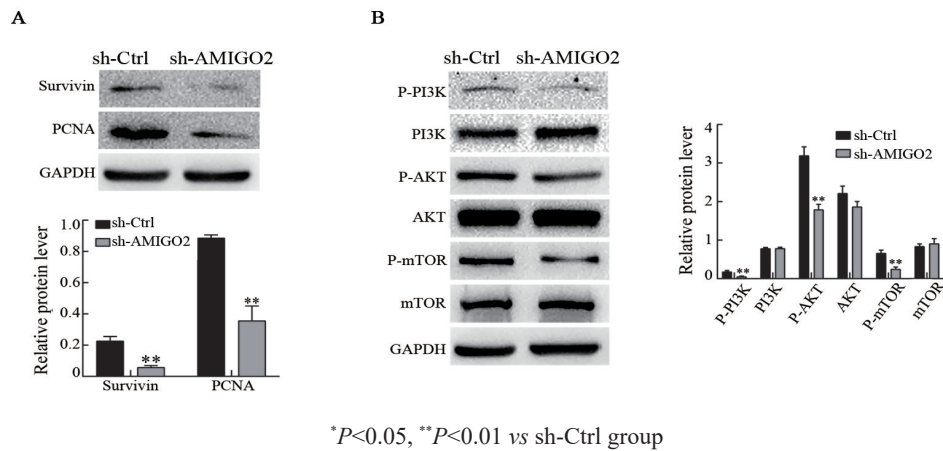 A
sh-Ctrl sh-AMIGO2
Survivin
PCNA
GAPDH
Relative protein lever
1.0
0.8
0.6
0.4
0.2
0
sh-Ctrl
sh-AMIGO2
**
**
Survivin PCNA
B
sh-Ctrl sh-AMIGO2
P-PI3K
PI3K
P-AKT
AKT
P-mTOR
mTOR
GAPDH
Relative protein lever
4
3
2
1
0
sh-Ctrl
sh-AMIGO2
**
**
**
P-PI3K
PI3K
P-AKT
AKT
P-mTOR
mTOR
*P<0.05, **P<0.01 vs sh-Ctrl group